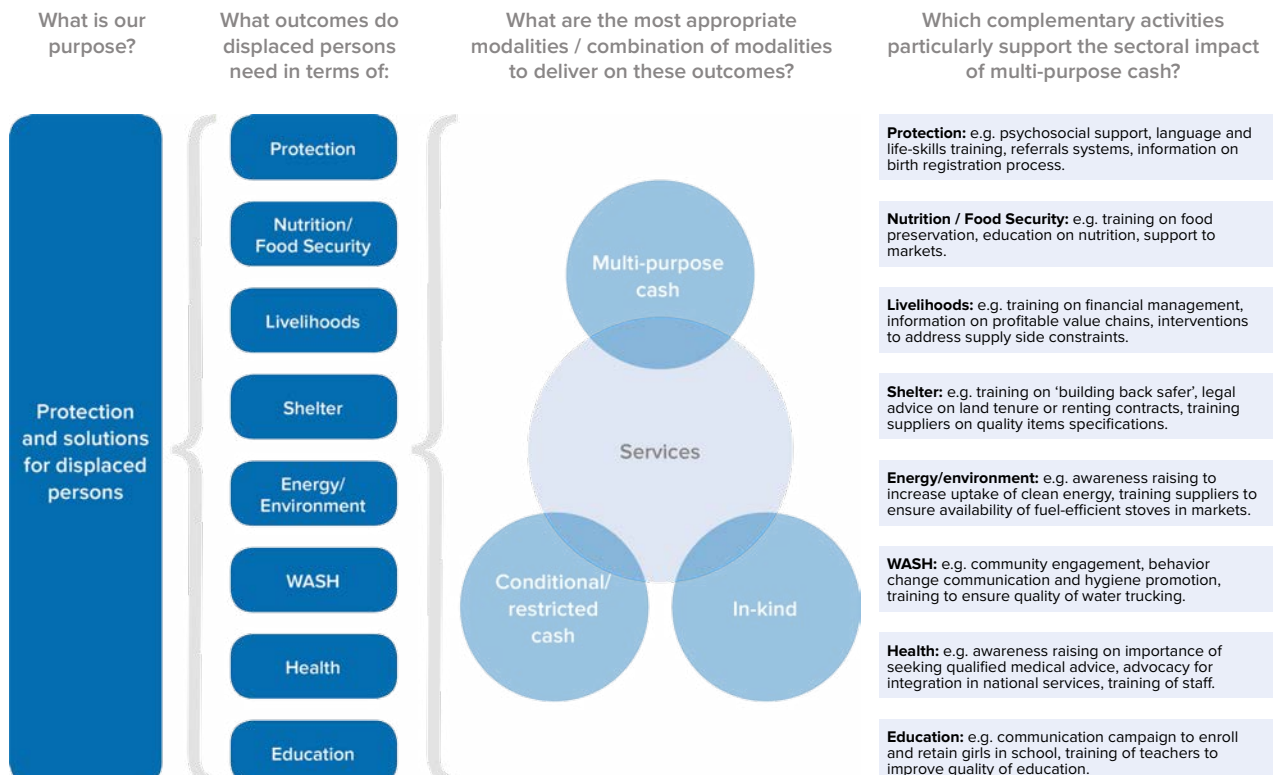 What is our
purpose?
What outcomes do
displaced persons
need in terms of:
What are the most appropriate
modalities / combination of modalities
to deliver on these outcomes?
Which complementary activities
particularly support the sectoral impact
of multi-purpose cash?
Protection
and solutions
for displaced
persons
Protection
Nutrition/
Food Security
Livelihoods
Shelter
Energy/
Environment
WASH
Health
Education
Multi-purpose
cash
Services
Conditional/
restricted
cash
In-kind
Protection: e.g. psychosocial support, language and
life-skills training, referrals systems, information on
birth registration process.
Nutrition / Food Security: e.g. training on food
preservation, education on nutrition, support to
markets.
Livelihoods: e.g. training on financial management,
information on profitable value chains, interventions
to address supply side constraints.
Shelter: e.g. training on ‘building back safer’, legal
advice on land tenure or renting contracts, training
suppliers on quality items specifications.
Energy/environment: e.g. awareness raising to
increase uptake of clean energy, training suppliers to
ensure availability of fuel-efficient stoves in markets.
WASH: e.g. community engagement, behavior
change communication and hygiene promotion,
training to ensure quality of water trucking.
Health: e.g. awareness raising on importance of
seeking qualified medical advice, advocacy for
integration in national services, training of staff.
Education: e.g. communication campaign to enroll
and retain girls in school, training of teachers to
improve quality of education.